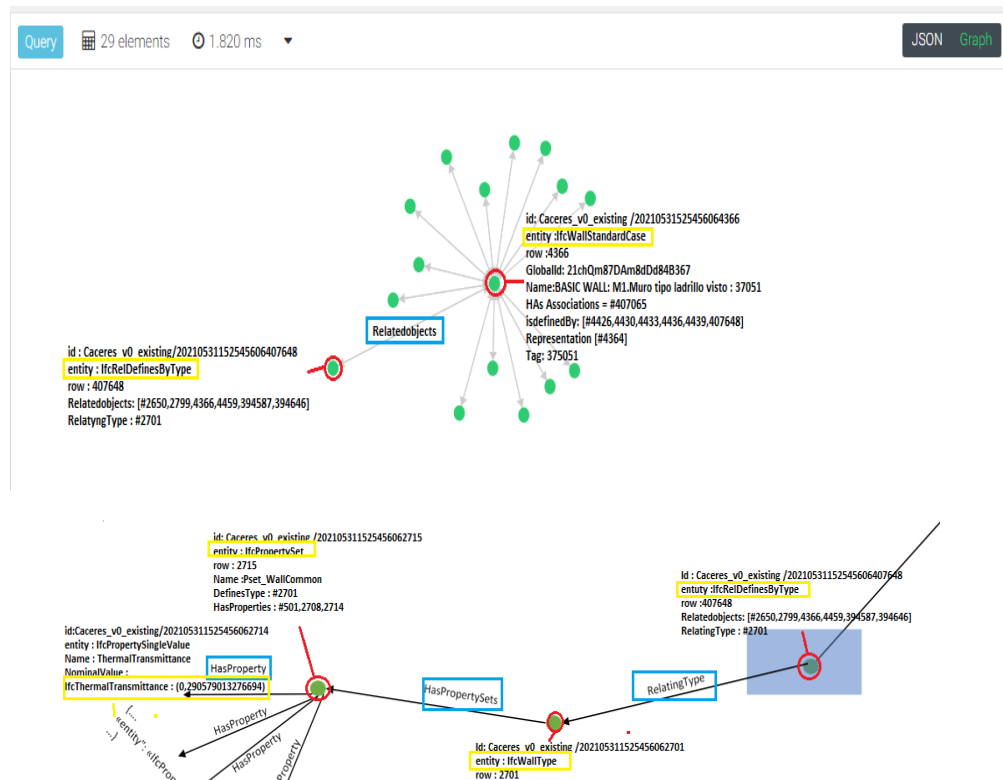 Query 29 elements 1.820 ms JSON Graph
id: Caceres_v0_existing /20210531525456064366
entity :IfcWallStandardCase
row :4366
GlobalId: 21chQm87DAm8dDd84B367
Name:BASIC WALL: M1.Muro tipo ladrillo visto : 37051
HAs Associations = #407065
isdefinedBy: [#4426,4430,4433,4436,4439,407648]
Representation [#4364]
Tag: 375051
Relatedobjects
id : Caceres_v0_existing/20210531152545606407648
entity : IfcRelDefinesByType
row : 407648
Relatedobjects: [#2650,2799,4366,4459,394587,394646]
RelatyngType : #2701
id: Caceres_v0_existing /202105311525456062715
entity : IfcPropertySet
row : 2715
Name :Pset_WallCommon
DefinesType : #2701
HasProperties : #501,2708,2714
Id : Caceres_v0_existing /20210531152545606407648
entuty :IfcRelDefinesByType
row :407648
Relatedobjects: [#2650,2799,4366,4459,394587,394646]
RelatingType : #2701
id:Caceres_v0_existing/202105311525456062714
entity : IfcPropertySingleValue
Name : ThermalTransmittance
NominalValue :
IfcThermalTransmittance : (0,290579013276694)
HasProperty
HasProperty
HasProperty
HasPropertySets
RelatingType
{....
«entity": «IfcProp
...}
Id: Caceres_v0_existing /202105311525456062701
entity : IfcWallType
row : 2701